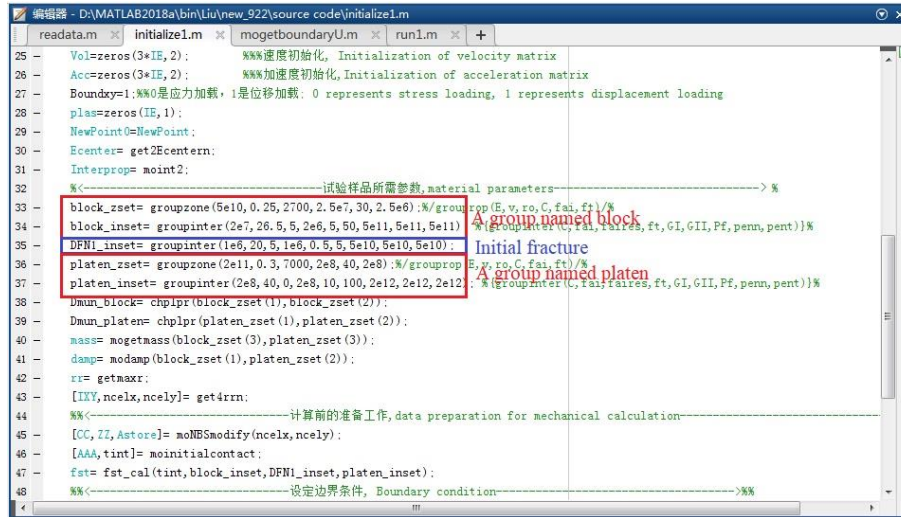 编辑器 - D:\MATLAB2018a\bin\Liu\new_922\source code\initialize1.m
readata.m × initialize1.m × mogetboundaryU.m × run1.m × +
25 - Vol=zeros(3*IE,2); %%%速度初始化, Initialization of velocity matrix
26 - Acc=zeros(3*IE,2); %%%加速度初始化,Initialization of acceleration matrix
27 - Boundxy=1;%%0是应力加载，1是位移加载: 0 represents stress loading, 1 represents displacement loading
28 - plas=zeros(IE,1);
29 - NewPoint0=NewPoint;
30 - Ecenter= get2Ecentern;
31 - Interprop= moint2;
32 %<----------------------------------试验样品所需参数,material parameters------------------------------> %
33 - block_zset= groupzone(5e10,0.25,2700,2.5e7,30,2.5e6);%/grouprop(E,v,ro,C,fai,ft)/%
A group named block
34 - block_inset= groupinter(2e7,26.5,5,2e6,5,50,5e11,5e11,5e11) %{groupinter(C,fai,faires,ft,GI,GII,Pf,penn,pent)}%
35 - DFN1_inset= groupinter(1e6,20,5,1e6,0.5,5,5e10,5e10,5e10); Initial fracture
36 - platen_zset= groupzone(2e11,0.3,7000,2e8,40,2e8);%/grouprop(E,v,ro,C,fai,ft)/%
A group named platen
37 - platen_inset= groupinter(2e8,40,0,2e8,10,100,2e12,2e12,2e12); %{groupinter(C,fai,faires,ft,GI,GII,Pf,penn,pent)}%
38 - Dmun_block= chplpr(block_zset(1),block_zset(2));
39 - Dmun_platen= chplpr(platen_zset(1),platen_zset(2));
40 - mass= mogetmass(block_zset(3),platen_zset(3));
41 - damp= modamp(block_zset(1),platen_zset(2));
42 - rr= getmaxr;
43 - [IXY,ncelx,ncely]= get4rrn;
44 %%<-----------------------------计算前的准备工作,data preparation for mechanical calculation-----------------------------
45 - [CC,ZZ,Astore]= moNBSmodify(ncelx,ncely);
46 - [AAA,tint]= moinitialcontact;
47 - fst= fst_cal(tint,block_inset,DFN1_inset,platen_inset);
48 %%<-----------------------------设定边界条件, Boundary condition----------------------------------->%%